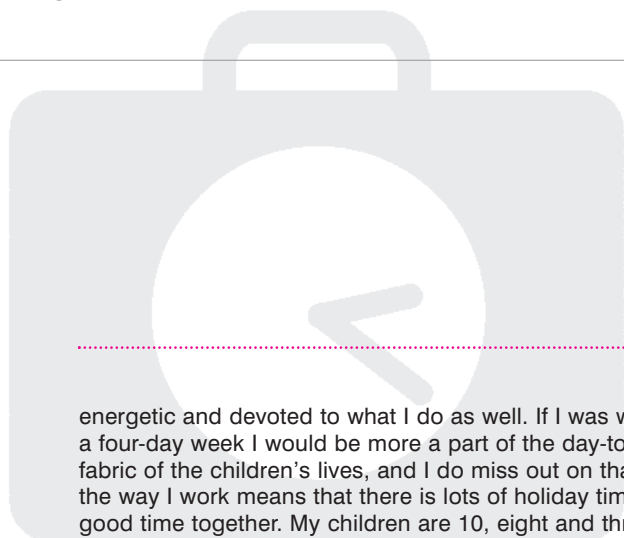 energetic and devoted to what I do as well. If I was
a four-day week I would be more a part of the
fabric of the children’s lives, and I do miss out on
the way I work means that there is lots of holiday
good time together. My children are 10, eight and